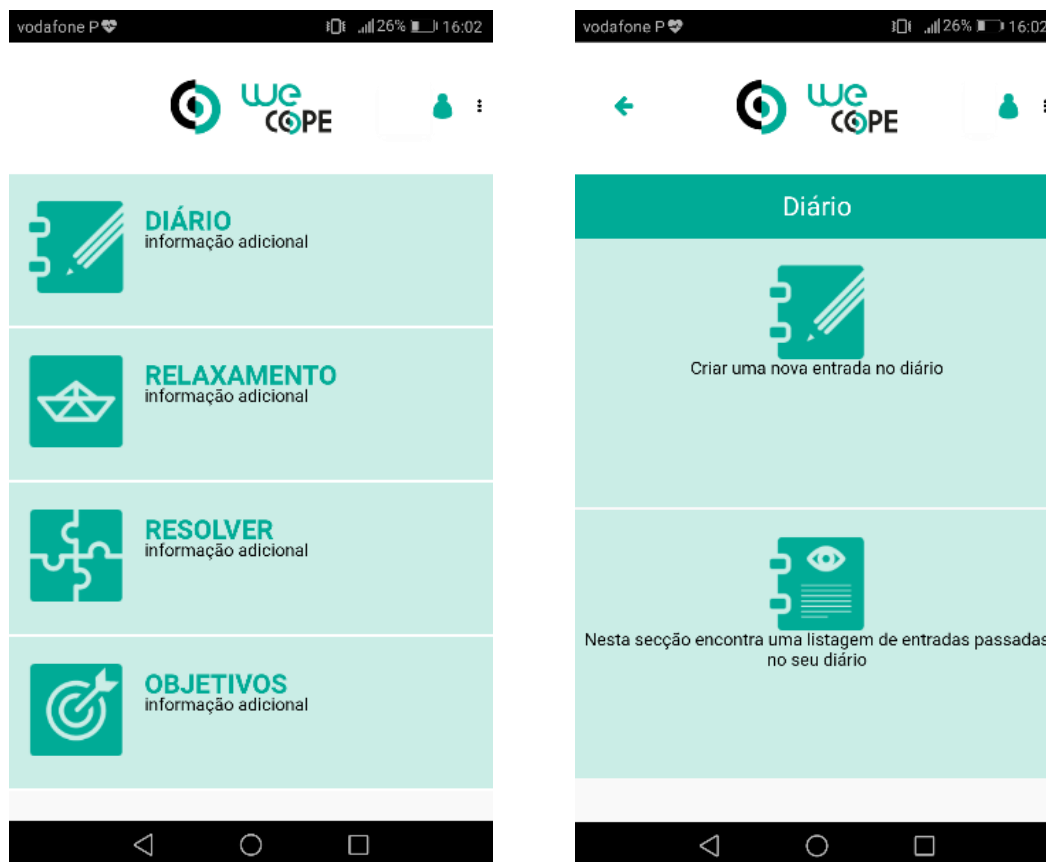 vodafone P
26% 16:02
we
COPE
DIÁRIO
informação adicional
RELAXAMENTO
informação adicional
RESOLVER
informação adicional
OBJETIVOS
informação adicional
vodafone P
26% 16:02
we
COPE
Diário
Criar uma nova entrada no diário
Nesta secção encontra uma listagem de entradas passadas
no seu diário